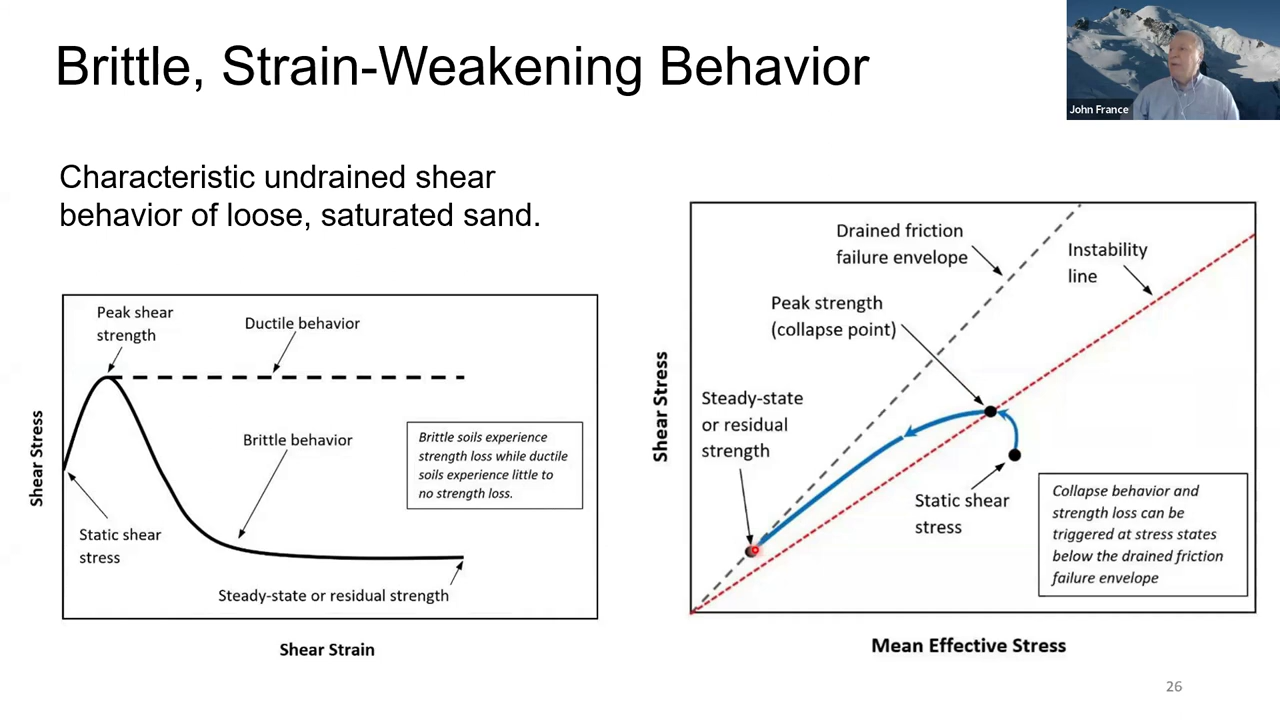 Brittle, Strain-Weakening Behavior
John France
Characteristic undrained shear
behavior of loose, saturated sand.
Peak shear
strength
Ductile behavior
Brittle behavior
Brittle soils experience
strength loss while ductile
soils experience little to
no strength loss.
Static shear
stress
Steady-state or residual strength
Shear Stress
Shear Strain
Drained friction
failure envelope
Instability
line
Peak strength
(collapse point)
Steady-state
or residual
strength
Static shear
stress
Collapse behavior and
strength loss can be
triggered at stress states
below the drained friction
failure envelope
Shear Stress
Mean Effective Stress
26